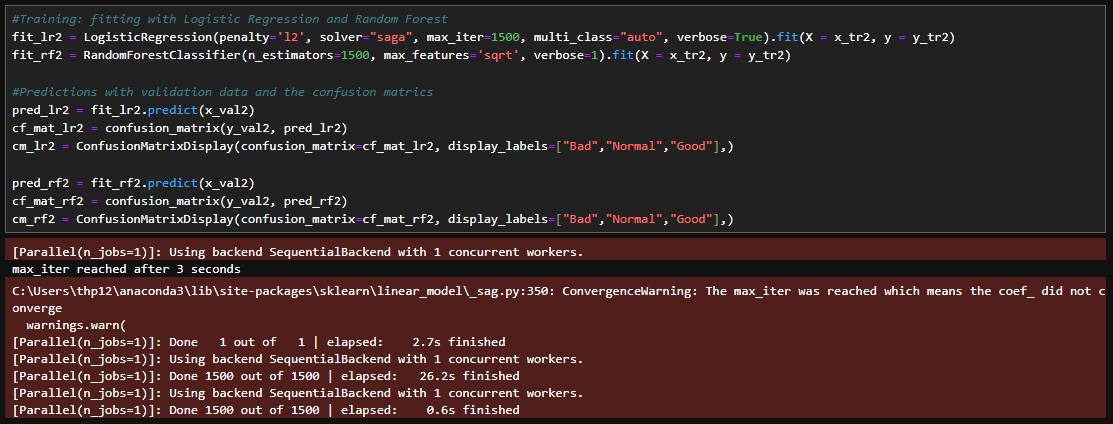 #Training: fitting with Logistic Regression and Random Forest
fit_lr2 = LogisticRegression(penalty='l2', solver="saga", max_iter=1500, multi_class="auto", verbose=True).fit(X = x_tr2, y = y_tr2)
fit_rf2 = RandomForestClassifier(n_estimators=1500, max_features='sqrt', verbose=1).fit(X = x_tr2, y = y_tr2)
#Predictions with validation data and the confusion matrics
pred_lr2 = fit_lr2.predict(x_val2)
cf_mat_lr2 = confusion_matrix(y_val2, pred_lr2)
cm_lr2 = ConfusionMatrixDisplay(confusion_matrix=cf_mat_lr2, display_labels=["Bad","Normal","Good"],)
pred_rf2 = fit_rf2.predict(x_val2)
cf_mat_rf2 = confusion_matrix(y_val2, pred_rf2)
cm_rf2 = ConfusionMatrixDisplay(confusion_matrix=cf_mat_rf2, display_labels=["Bad","Normal","Good"],)
[Parallel(n_jobs=1)]: Using backend SequentialBackend with 1 concurrent workers.
max_iter reached after 3 seconds
C:\Users\thp12\anaconda3\lib\site-packages\sklearn\linear_model\_sag.py:350: ConvergenceWarning: The max_iter was reached which means the coef_ did not c
onverge
  warnings.warn(
[Parallel(n_jobs=1)]: Done   1 out of   1 | elapsed:    2.7s finished
[Parallel(n_jobs=1)]: Using backend SequentialBackend with 1 concurrent workers.
[Parallel(n_jobs=1)]: Done 1500 out of 1500 | elapsed:   26.2s finished
[Parallel(n_jobs=1)]: Using backend SequentialBackend with 1 concurrent workers.
[Parallel(n_jobs=1)]: Done 1500 out of 1500 | elapsed:    0.6s finished